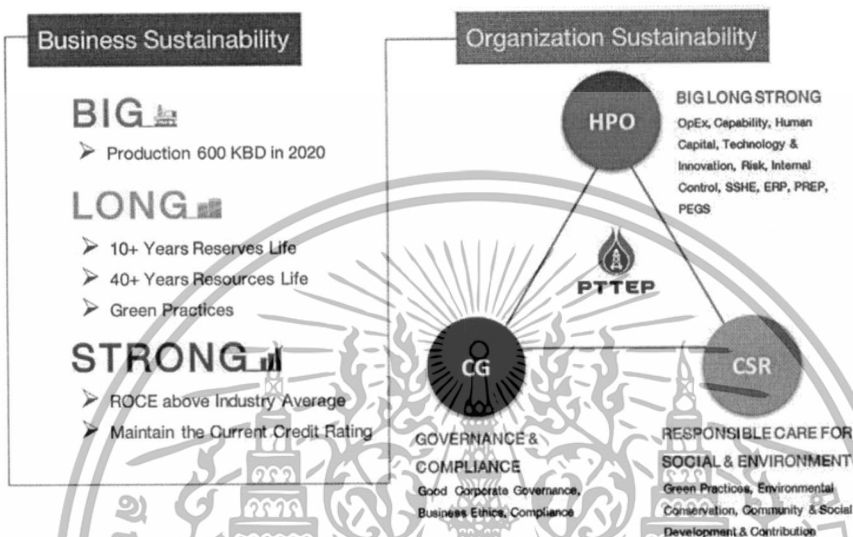 Business Sustainability
BIG
➤ Production 600 KBD in 2020
LONG
➤ 10+ Years Reserves Life
➤ 40+ Years Resources Life
➤ Green Practices
STRONG
➤ ROCE above Industry Average
➤ Maintain the Current Credit Rating
Organization Sustainability
HPO
BIG LONG STRONG
OpEx, Capability, Human
Capital, Technology &
Innovation, Risk, Internal
Control, SSHE, ERP, PREP,
PEGS
PTTEP
CG
GOVERNANCE &
COMPLIANCE
Good Corporate Governance,
Business Ethics, Compliance
CSR
RESPONSIBLE CARE FOR
SOCIAL & ENVIRONMENT
Green Practices, Environmental
Conservation, Community & Social
Development & Contribution